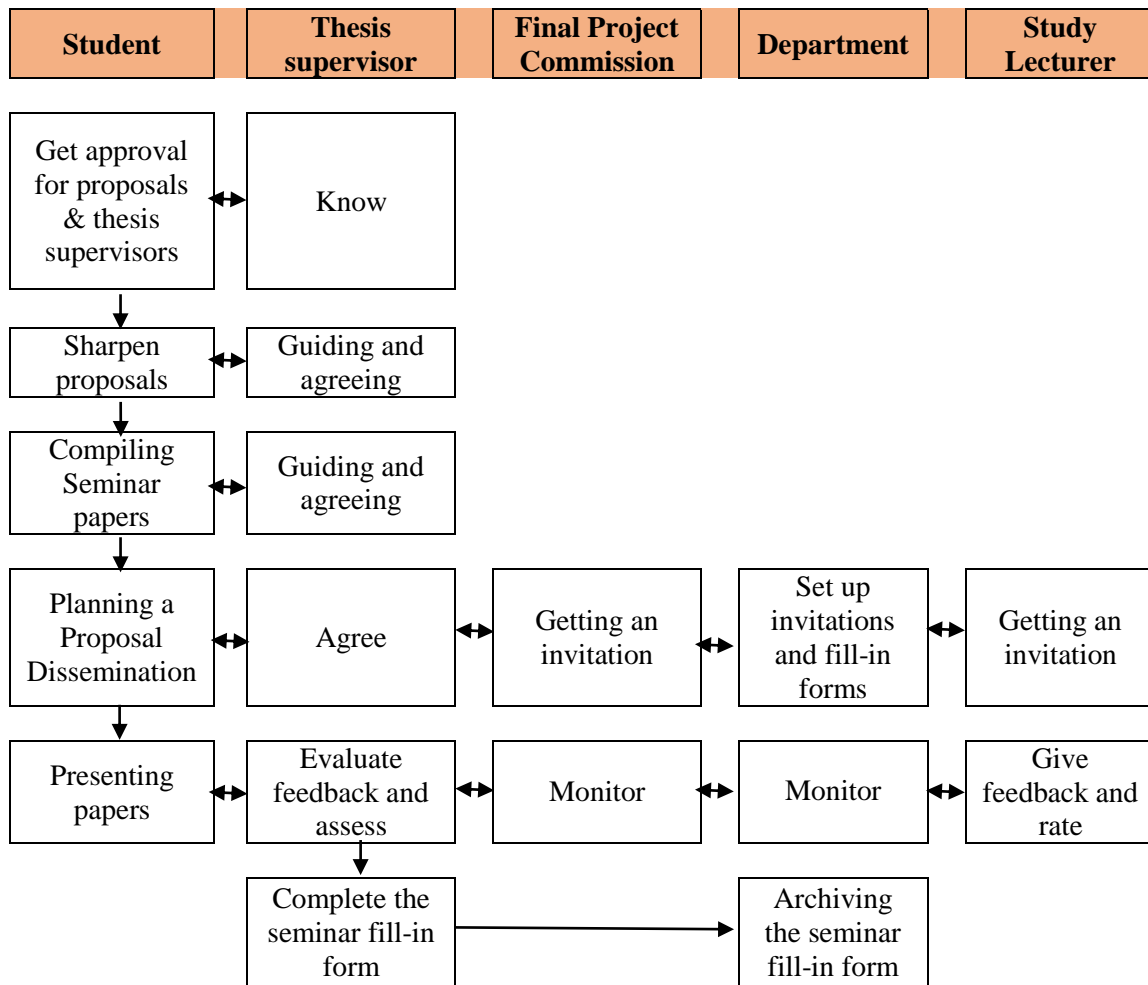 Student
Thesis
supervisor
Final Project
Commission
Department
Study
Lecturer
Get approval
for proposals
& thesis
supervisors
Know
Sharpen
proposals
Guiding and
agreeing
Compiling
Seminar
papers
Guiding and
agreeing
Planning a
Proposal
Dissemination
Agree
Getting an
invitation
Set up
invitations
and fill-in
forms
Getting an
invitation
Presenting
papers
Evaluate
feedback and
assess
Monitor
Monitor
Give
feedback and
rate
Complete the
seminar fill-in
form
Archiving
the seminar
fill-in form